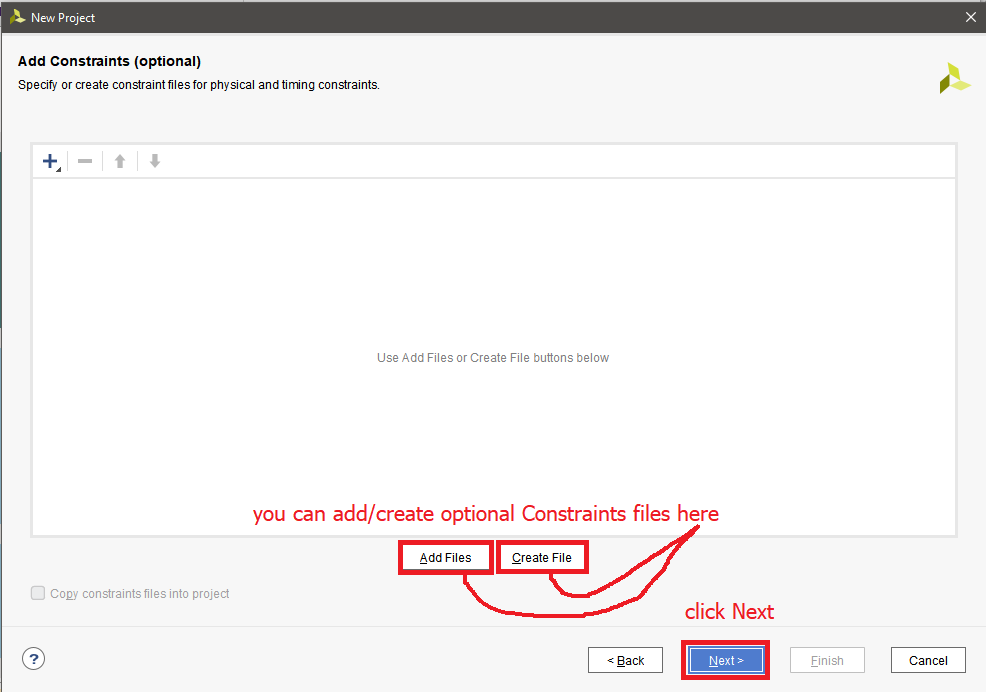 New Project
Add Constraints (optional)
Specify or create constraint files for physical and timing constraints.
Use Add Files or Create File buttons below
you can add/create optional Constraints files here
Add Files
Create File
Copy constraints files into project
click Next
?
< Back
Next >
Finish
Cancel